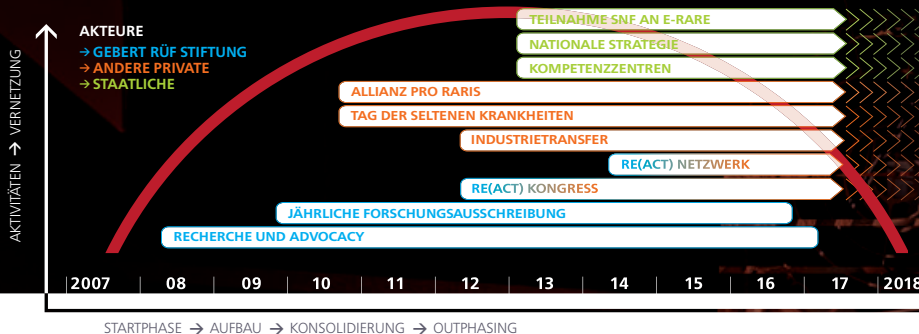 AKTIVITÄTEN → VERNETZUNG
AKTEURE
→ GEBERT RÜF STIFTUNG
→ ANDERE PRIVATE
→ STAATLICHE
TEILNAHME SNF AN E-RARE
NATIONALE STRATEGIE
KOMPETENZZENTREN
ALLIANZ PRO RARIS
TAG DER SELTENEN KRANKHEITEN
INDUSTRIETRANSFER
RE(ACT) NETZWERK
RE(ACT) KONGRESS
JÄHRLICHE FORSCHUNGSAUSSCHREIBUNG
RECHERCHE UND ADVOCACY
2007 08 09 10 11 12 13 14 15 16 17 2018
STARTPHASE → AUFBAU → KONSOLIDIERUNG → OUTPHASING